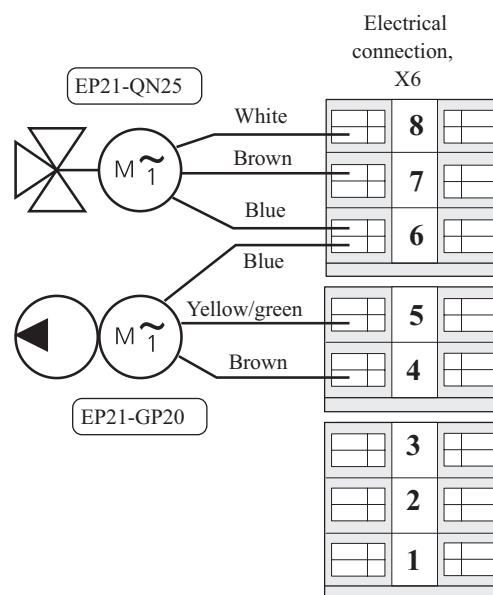 Electrical
connection,
X6
EP21-QN25
White
8
M ~ 1
Brown
7
Blue
6
Blue
Yellow/green
5
M ~ 1
Brown
4
EP21-GP20
3
2
1